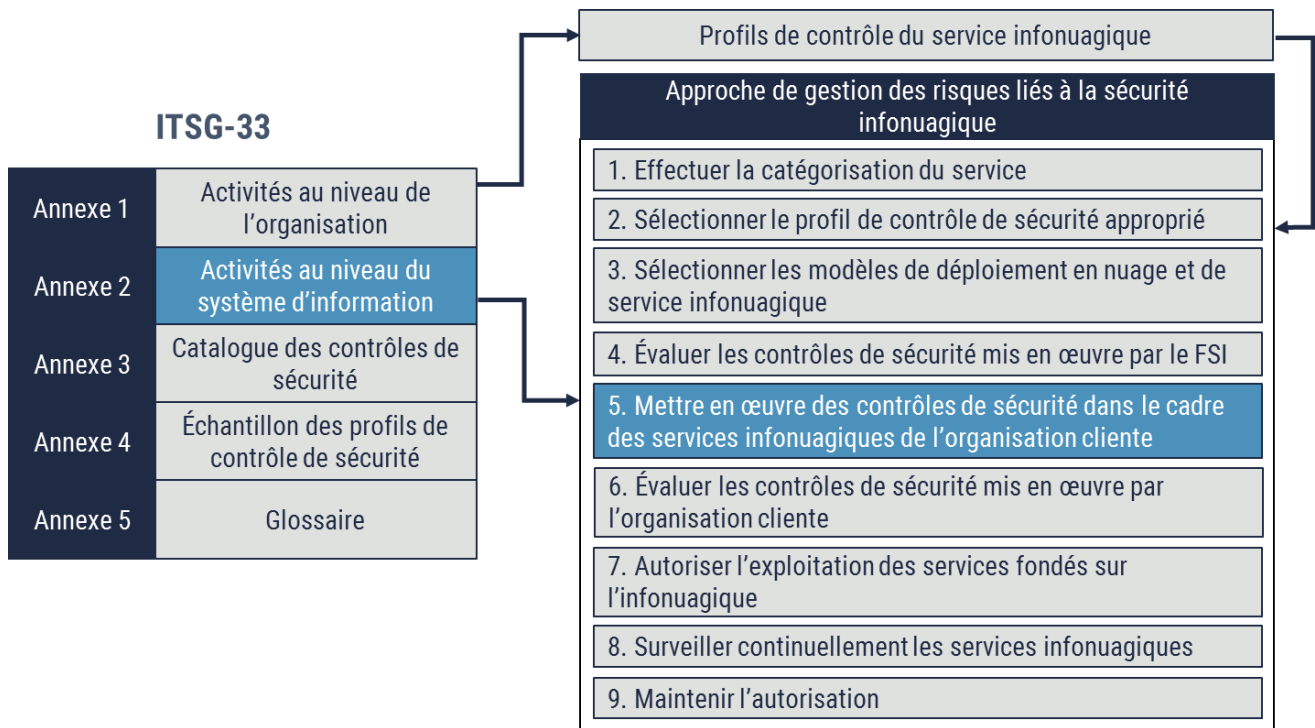 Profils de contrôle du service infonuagique
Approche de gestion des risques liés à la sécurité
infonuagique
ITSG-33
Annexe 1
Activités au niveau de
l’organisation
Annexe 2
Activités au niveau du
système d’information
Annexe 3
Catalogue des contrôles de
sécurité
Annexe 4
Échantillon des profils de
contrôle de sécurité
Annexe 5
Glossaire
1. Effectuer la catégorisation du service
2. Sélectionner le profil de contrôle de sécurité approprié
3. Sélectionner les modèles de déploiement en nuage et de
service infonuagique
4. Évaluer les contrôles de sécurité mis en œuvre par le FSI
5. Mettre en œuvre des contrôles de sécurité dans le cadre
des services infonuagiques de l’organisation cliente
6. Évaluer les contrôles de sécurité mis en œuvre par
l’organisation cliente
7. Autoriser l’exploitation des services fondés sur
l’infonuagique
8. Surveiller continuellement les services infonuagiques
9. Maintenir l’autorisation